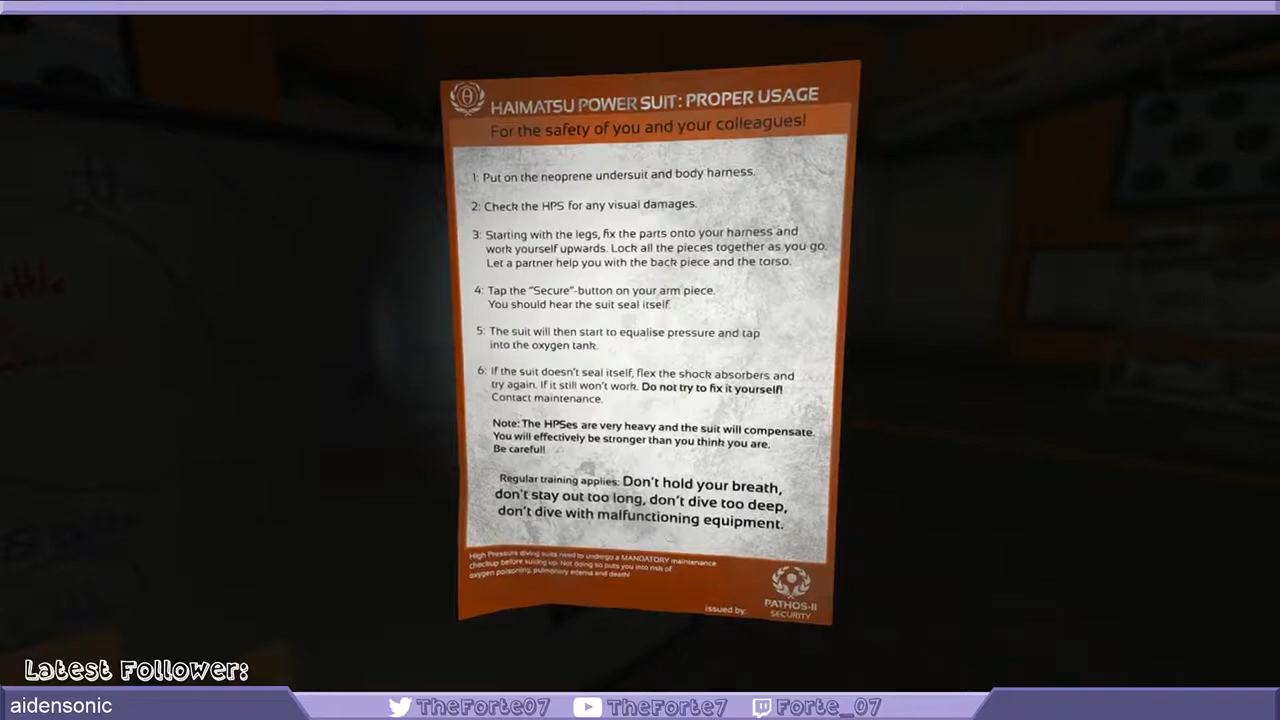 HAIMATSU POWER SUIT: PROPER USAGE
For the safety of you and your colleagues!
1: Put on the neoprene undersuit and body harness.
2: Check the HPS for any visual damages.
3: Starting with the legs, fix the parts onto your harness and
work yourself upwards. Lock all the pieces together as you go.
Let a partner help you with the back piece and the torso.
4: Tap the "Secure"-button on your arm piece.
You should hear the suit seal itself.
5: The suit will then start to equalise pressure and tap
into the oxygen tank.
6: If the suit doesn't seal itself, flex the shock absorbers and
try again. If it still won't work. Do not try to fix it yourself!
Contact maintenance.
Note: The HPSes are very heavy and the suit will compensate.
You will effectively be stronger than you think you are.
Be careful!
Regular training applies: Don't hold your breath,
don't stay out too long, don't dive too deep,
don't dive with malfunctioning equipment.
High Pressure diving suits need to undergo a MANDATORY maintenance
checkup before suiting up. Not doing so puts you into risk of
oxygen poisoning, pulmonary edema and death!
issued by:
PATHOS-II
SECURITY
Latest Follower:
aidensonic
TheForte07
TheForte7
Forte_07